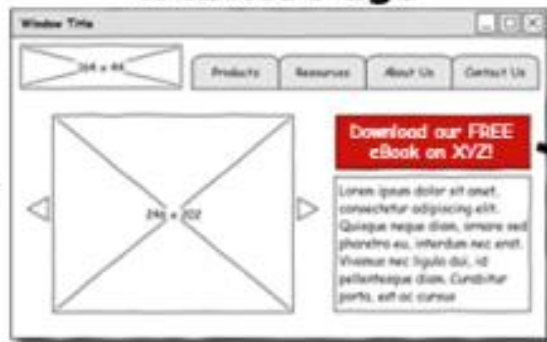 Window Title
164 x 44
Products
Resources
About Us
Contact Us
Download our FREE
eBook on XYZ!
246 x 202
Lorem ipsum dolor sit amet,
consectetur adipiscing elit.
Quisque neque diam, ornare sed
pharetra eu, interdum nec erat.
Vivamus nec ligula dui, id
pellentesque diam. Curabitur
porta, est ac cursus